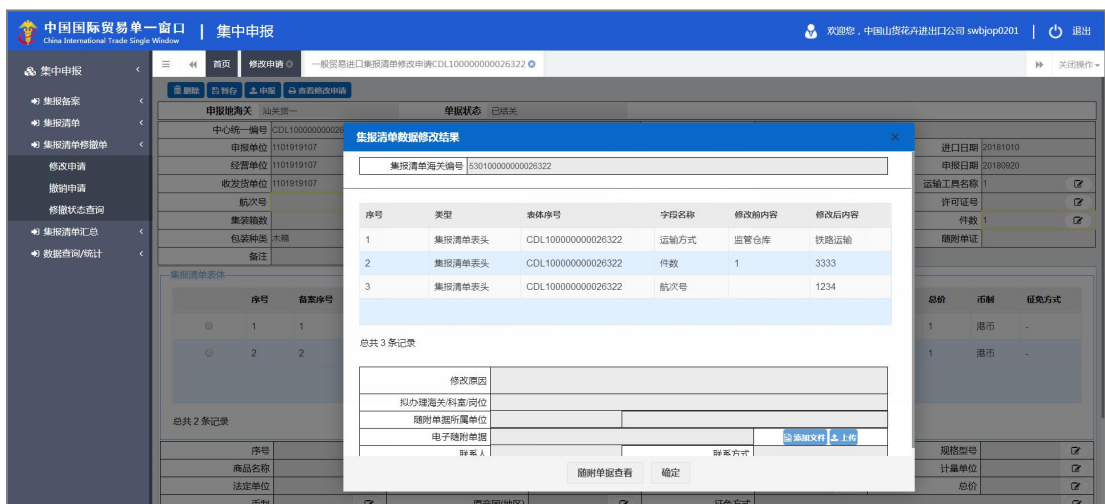 中国国际贸易单一窗口 | 集中申报
China International Trade Single Window
欢迎您，中国山货花卉进出口公司 swbjop0201 | 退出
集中申报
首页 修改申请 一般贸易进口集报清单修改申请CDL100000000026322 关闭操作
集报备案
集报清单
集报清单修撤单
修改申请
撤销申请
修撤状态查询
集报清单汇总
数据查询/统计
删除 暂存 申报 查看修改申请
申报地海关 汕关货一 单据状态 已结关
中心统一编号 CDL10000000026
申报单位 1101919107 进口日期 20181010
经营单位 1101919107 申报日期 20180920
收发货单位 1101919107 运输工具名称 1
航次号 许可证号
集装箱数 件数 1
包装种类 木箱 随附单证
备注
集报清单表体
序号 备案序号 总价 币制 征免方式
1 1 1 港币 -
2 2 1 港币 -
总共 2 条记录
序号 规格型号
商品名称 计量单位
法定单位 总价
币制 原产国(地区) 征免方式
集报清单数据修改结果
集报清单海关编号 530100000000026322
序号 类型 表体序号 字段名称 修改前内容 修改后内容
1 集报清单表头 CDL100000000026322 运输方式 监管仓库 铁路运输
2 集报清单表头 CDL100000000026322 件数 1 3333
3 集报清单表头 CDL100000000026322 航次号 1234
总共 3 条记录
修改原因
拟办理海关/科室/岗位
随附单据所属单位
电子随附单据 添加文件 上传
联系人 联系方式
随附单据查看 确定